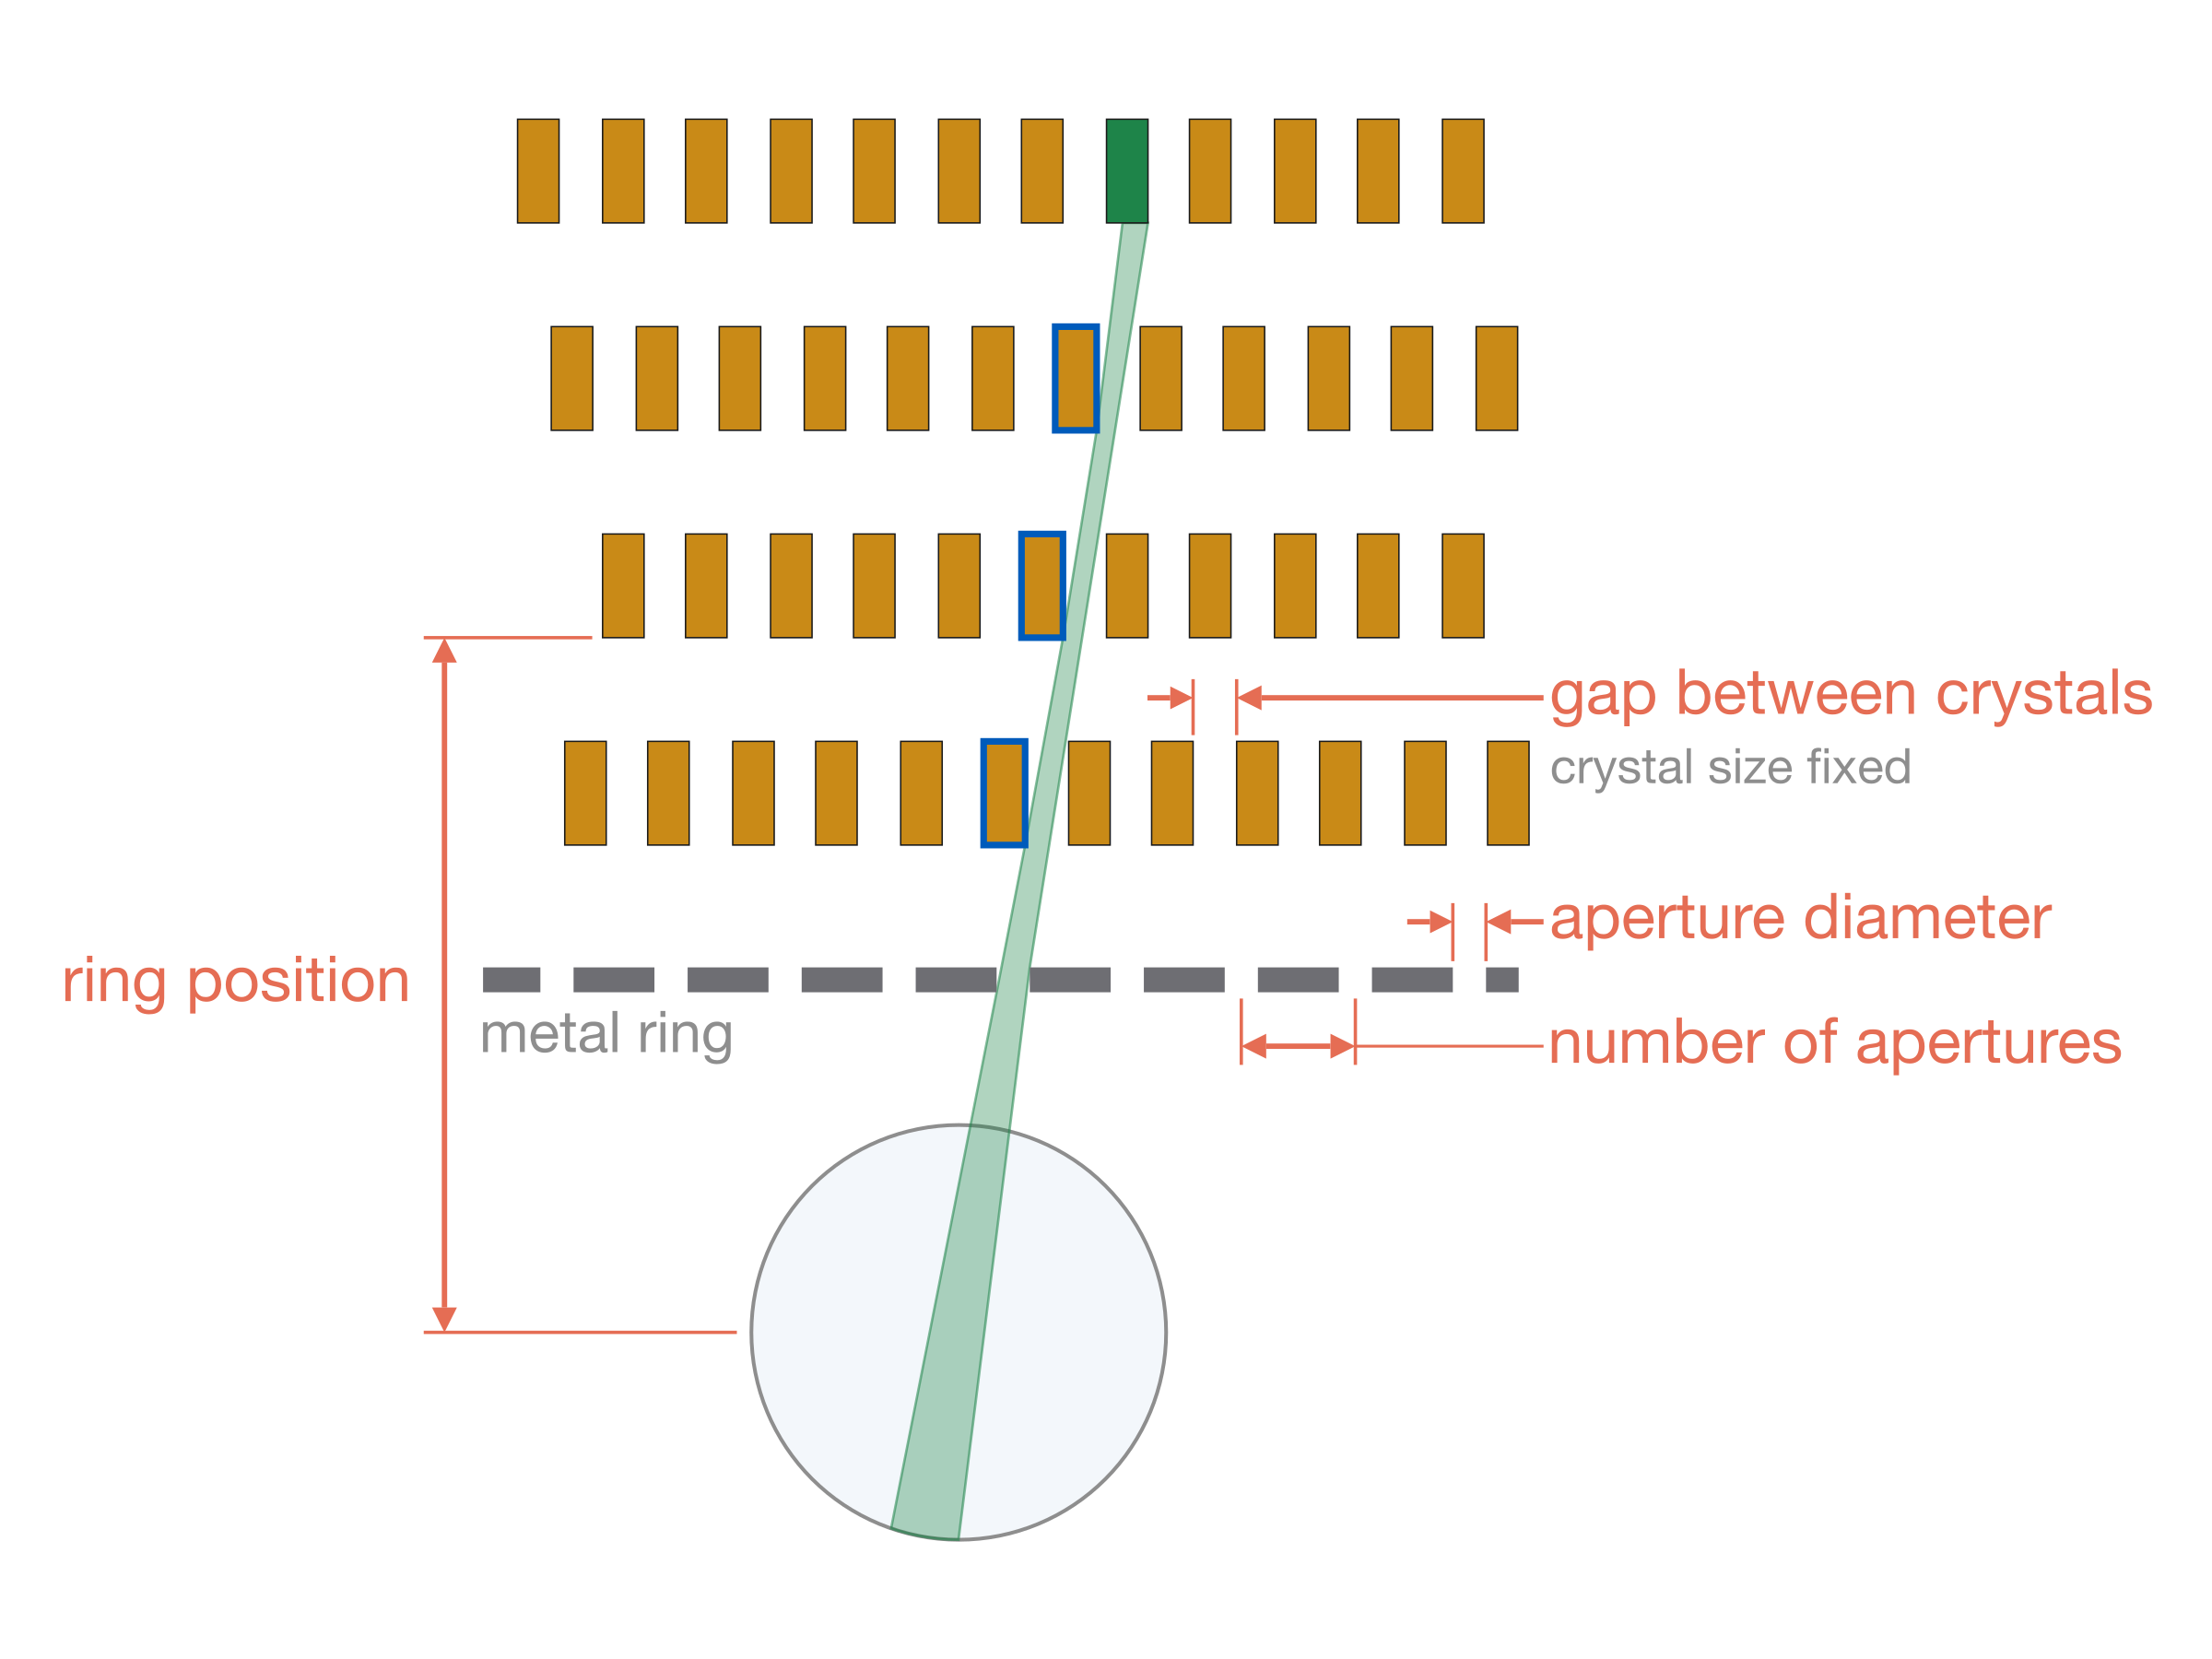 gap between crystals
crystal size fixed
aperture diameter
ring position
metal ring
number of apertures